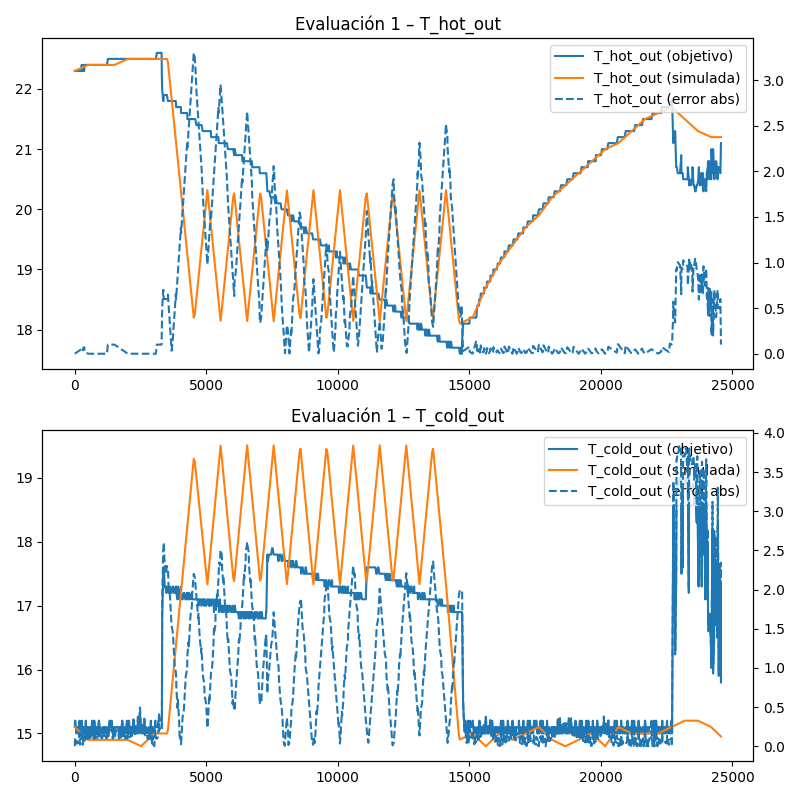 Evaluación 1 – T_hot_out
T_hot_out (objetivo)
T_hot_out (simulada)
T_hot_out (error abs)
22
21
20
19
18
3.0
2.5
2.0
1.5
1.0
0.5
0.0
0 5000 10000 15000 20000 25000
Evaluación 1 – T_cold_out
T_cold_out (objetivo)
T_cold_out (simulada)
T_cold_out (error abs)
19
18
17
16
15
4.0
3.5
3.0
2.5
2.0
1.5
1.0
0.5
0.0
0 5000 10000 15000 20000 25000